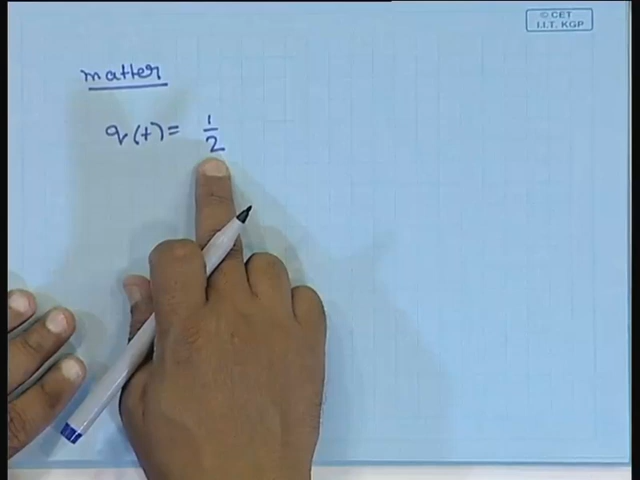 © CET
I.I.T. KGP
matter
q(t) = 1/2